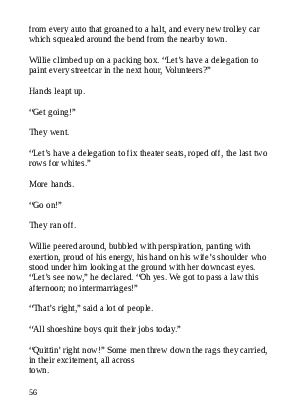 from every auto that groaned to a halt, and every new trolley car
which squealed around the bend from the nearby town.
Willie climbed up on a packing box. “Let’s have a delegation to
paint every streetcar in the next hour, Volunteers?”
Hands leapt up.
“Get going!”
They went.
“Let’s have a delegation to fix theater seats, roped off, the last two
rows for whites.”
More hands.
“Go on!”
They ran off.
Willie peered around, bubbled with perspiration, panting with
exertion, proud of his energy, his hand on his wife’s shoulder who
stood under him looking at the ground with her downcast eyes.
“Let’s see now,” he declared. “Oh yes. We got to pass a law this
afternoon; no intermarriages!”
“That’s right,” said a lot of people.
“All shoeshine boys quit their jobs today.”
“Quittin’ right now!” Some men threw down the rags they carried,
in their excitement, all across
town.
56